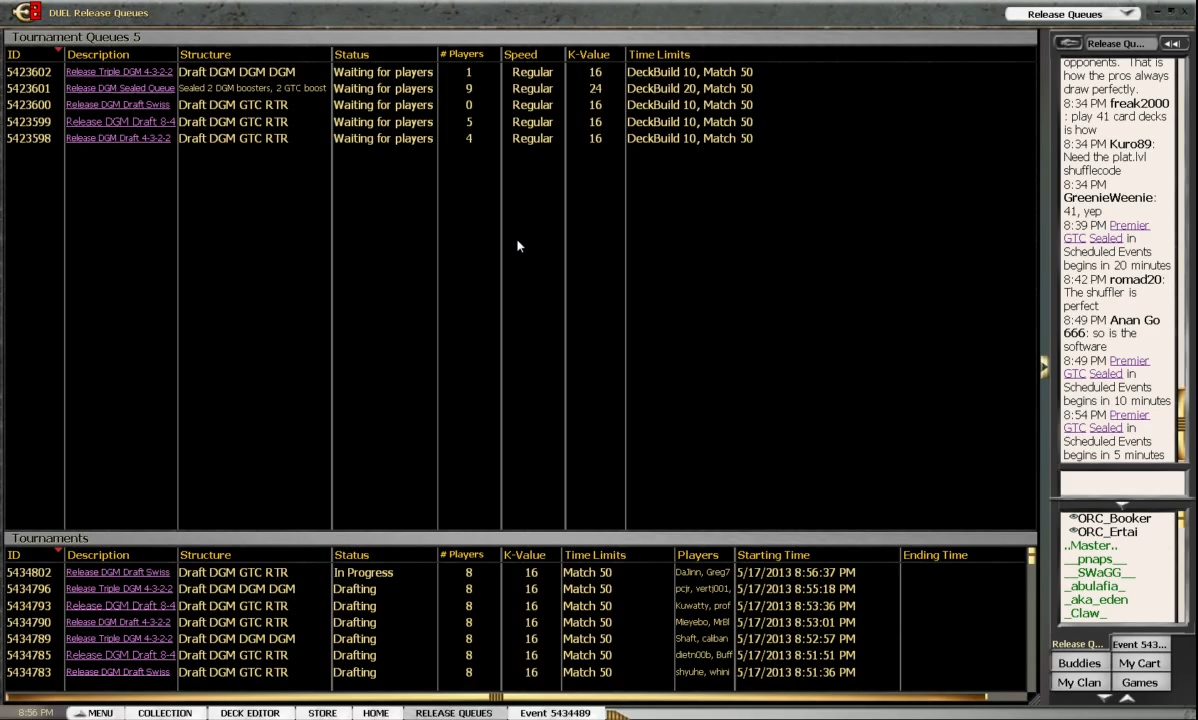 DUEL Release Queues
Release Queues
Tournament Queues 5
ID Description Structure Status # Players Speed K-Value Time Limits
5423602 Release Triple DGM 4-3-2-2 Draft DGM DGM DGM Waiting for players 1 Regular 16 DeckBuild 10, Match 50
5423601 Release DGM Sealed Queue Sealed 2 DGM boosters, 2 GTC boost Waiting for players 9 Regular 24 DeckBuild 20, Match 50
5423600 Release DGM Draft Swiss Draft DGM GTC RTR Waiting for players 0 Regular 16 DeckBuild 10, Match 50
5423599 Release DGM Draft 8-4 Draft DGM GTC RTR Waiting for players 5 Regular 16 DeckBuild 10, Match 50
5423598 Release DGM Draft 4-3-2-2 Draft DGM GTC RTR Waiting for players 4 Regular 16 DeckBuild 10, Match 50
Tournaments
ID Description Structure Status # Players K-Value Time Limits Players Starting Time Ending Time
5434802 Release DGM Draft Swiss Draft DGM GTC RTR In Progress 8 16 Match 50 DaJinn, Greg7 5/17/2013 8:56:37 PM
5434796 Release Triple DGM 4-3-2-2 Draft DGM DGM DGM Drafting 8 16 Match 50 pcjr, vertj001, 5/17/2013 8:55:18 PM
5434793 Release DGM Draft 8-4 Draft DGM GTC RTR Drafting 8 16 Match 50 Kuwatty, prof 5/17/2013 8:53:36 PM
5434790 Release DGM Draft 4-3-2-2 Draft DGM GTC RTR Drafting 8 16 Match 50 Mieyebo, MrBl 5/17/2013 8:53:01 PM
5434789 Release Triple DGM 4-3-2-2 Draft DGM DGM DGM Drafting 8 16 Match 50 Shaft, caliban 5/17/2013 8:52:57 PM
5434785 Release DGM Draft 8-4 Draft DGM GTC RTR Drafting 8 16 Match 50 dietn00b, Buff 5/17/2013 8:51:51 PM
5434783 Release DGM Draft Swiss Draft DGM GTC RTR Drafting 8 16 Match 50 shyuhe, whini 5/17/2013 8:51:36 PM
Release Qu...
opponents. That is
how the pros always
draw perfectly.
8:34 PM freak2000
: play 41 card decks
is how
8:34 PM Kuro89:
Need the plat.lvl
shufflecode
8:34 PM
GreenieWeenie:
41, yep
8:39 PM Premier
GTC Sealed in
Scheduled Events
begins in 20 minutes
8:42 PM romad20:
The shuffler is
perfect
8:49 PM Anan Go
666: so is the
software
8:49 PM Premier
GTC Sealed in
Scheduled Events
begins in 10 minutes
8:54 PM Premier
GTC Sealed in
Scheduled Events
begins in 5 minutes
ORC_Booker
ORC_Ertai
..Master..
__pnaps__
__SWaGG__
_abulafia_
_aka_eden
_Claw_
Release Q... Event 543...
Buddies My Cart
My Clan Games
8:56 PM MENU COLLECTION DECK EDITOR STORE HOME RELEASE QUEUES Event 5434489